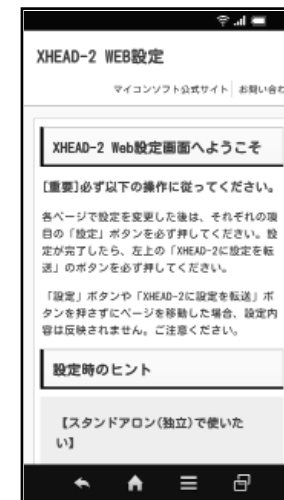 XHEAD-2 WEB設定
マイコンソフト公式サイト お問い合わ
XHEAD-2 Web設定画面へようこそ
[重要]必ず以下の操作に従ってください。
各ページで設定を変更した後は、それぞれの項
目の「設定」ボタンを必ず押してください。設
定が完了したら、左上の「XHEAD-2に設定を転
送」のボタンを必ず押してください。
「設定」ボタンや「XHEAD-2に設定を転送」ボ
タンを押さずにページを移動した場合、設定内
容は反映されません。ご注意ください。
設定時のヒント
【スタンドアロン(独立)で使いた
い】